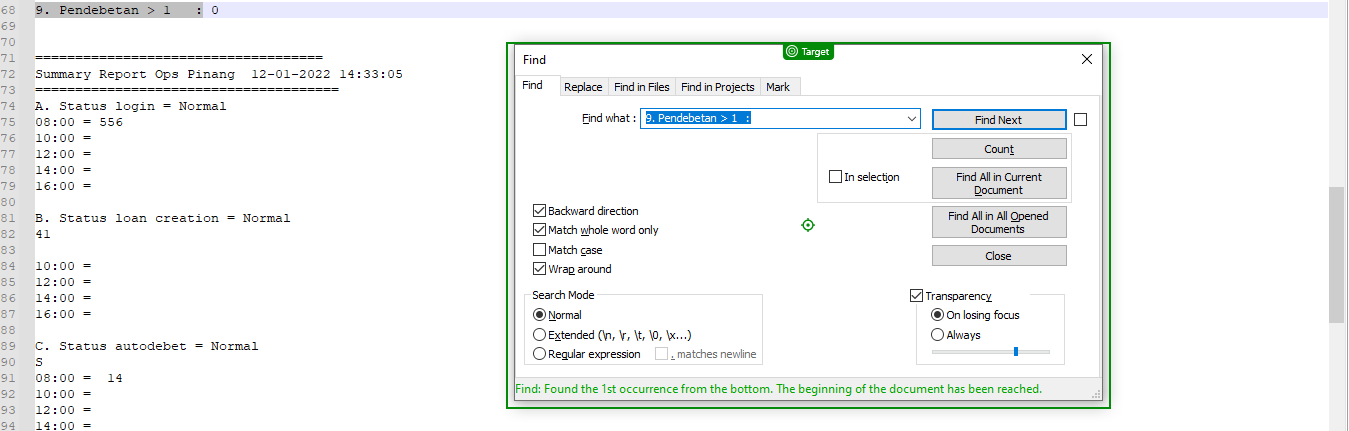 68 9. Pendebetan > 1   : 0
69
70
71 ====================================
72 Summary Report Ops Pinang  12-01-2022 14:33:05
73 ======================================
74 A. Status login = Normal
75 08:00 = 556
76 10:00 =
77 12:00 =
78 14:00 =
79 16:00 =
80
81 B. Status loan creation = Normal
82 41
83
84 10:00 =
85 12:00 =
86 14:00 =
87 16:00 =
88
89 C. Status autodebet = Normal
90 S
91 08:00 =  14
92 10:00 =
93 12:00 =
94 14:00 =
Target
Find
Find Replace Find in Files Find in Projects Mark
Find what : 9. Pendebetan > 1  : Find Next
Count
In selection Find All in Current Document
Backward direction Find All in All Opened Documents
Match whole word only
Match case Close
Wrap around
Search Mode Transparency
Normal On losing focus
Extended (\n, \r, \t, \0, \x...) Always
Regular expression . matches newline
Find: Found the 1st occurrence from the bottom. The beginning of the document has been reached.